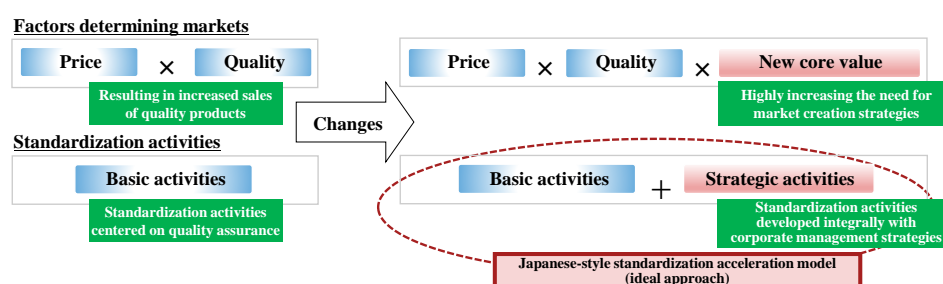 Factors determining markets
Price × Quality
Resulting in increased sales
of quality products
Price × Quality × New core value
Highly increasing the need for
market creation strategies
Changes
Standardization activities
Basic activities
Standardization activities
centered on quality assurance
Basic activities + Strategic activities
Standardization activities
developed integrally with
corporate management strategies
Japanese-style standardization acceleration model
(ideal approach)